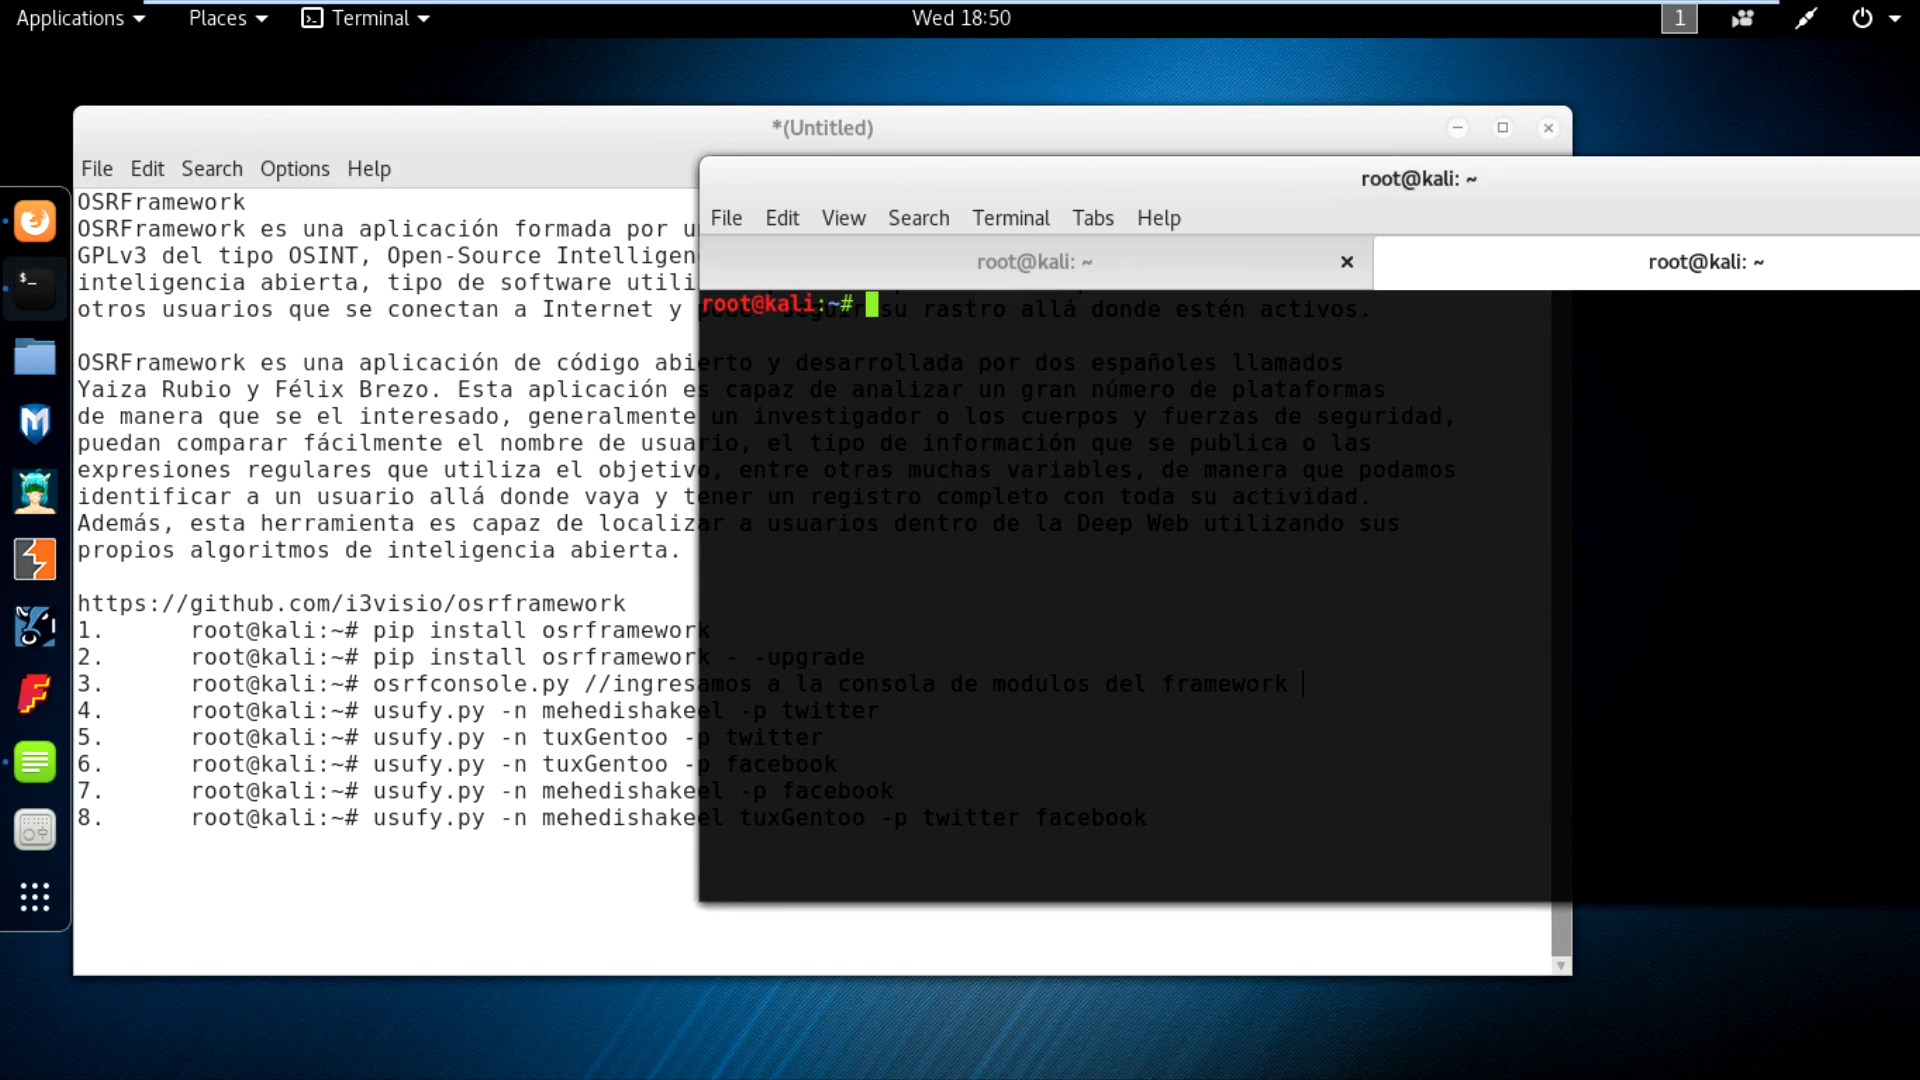 Applications Places Terminal Wed 18:50 1
*(Untitled)
File Edit Search Options Help
root@kali: ~
File Edit View Search Terminal Tabs Help
root@kali: ~ root@kali: ~
root@kali:~#
OSRFramework
OSRFramework es una aplicación formada por u
GPLv3 del tipo OSINT, Open-Source Intelligen
inteligencia abierta, tipo de software utili
otros usuarios que se conectan a Internet y su rastro allá donde estén activos.
OSRFramework es una aplicación de código abierto y desarrollada por dos españoles llamados
Yaiza Rubio y Félix Brezo. Esta aplicación es capaz de analizar un gran número de plataformas
de manera que se el interesado, generalmente un investigador o los cuerpos y fuerzas de seguridad,
puedan comparar fácilmente el nombre de usuario, el tipo de información que se publica o las
expresiones regulares que utiliza el objetivo, entre otras muchas variables, de manera que podamos
identificar a un usuario allá donde vaya y tener un registro completo con toda su actividad.
Además, esta herramienta es capaz de localizar a usuarios dentro de la Deep Web utilizando sus
propios algoritmos de inteligencia abierta.
https://github.com/i3visio/osrframework
1. root@kali:~# pip install osrframework
2. root@kali:~# pip install osrframework - -upgrade
3. root@kali:~# osrfconsole.py //ingresamos a la consola de modulos del framework
4. root@kali:~# usufy.py -n mehedishakeel -p twitter
5. root@kali:~# usufy.py -n tuxGentoo -p twitter
6. root@kali:~# usufy.py -n tuxGentoo -p facebook
7. root@kali:~# usufy.py -n mehedishakeel -p facebook
8. root@kali:~# usufy.py -n mehedishakeel tuxGentoo -p twitter facebook